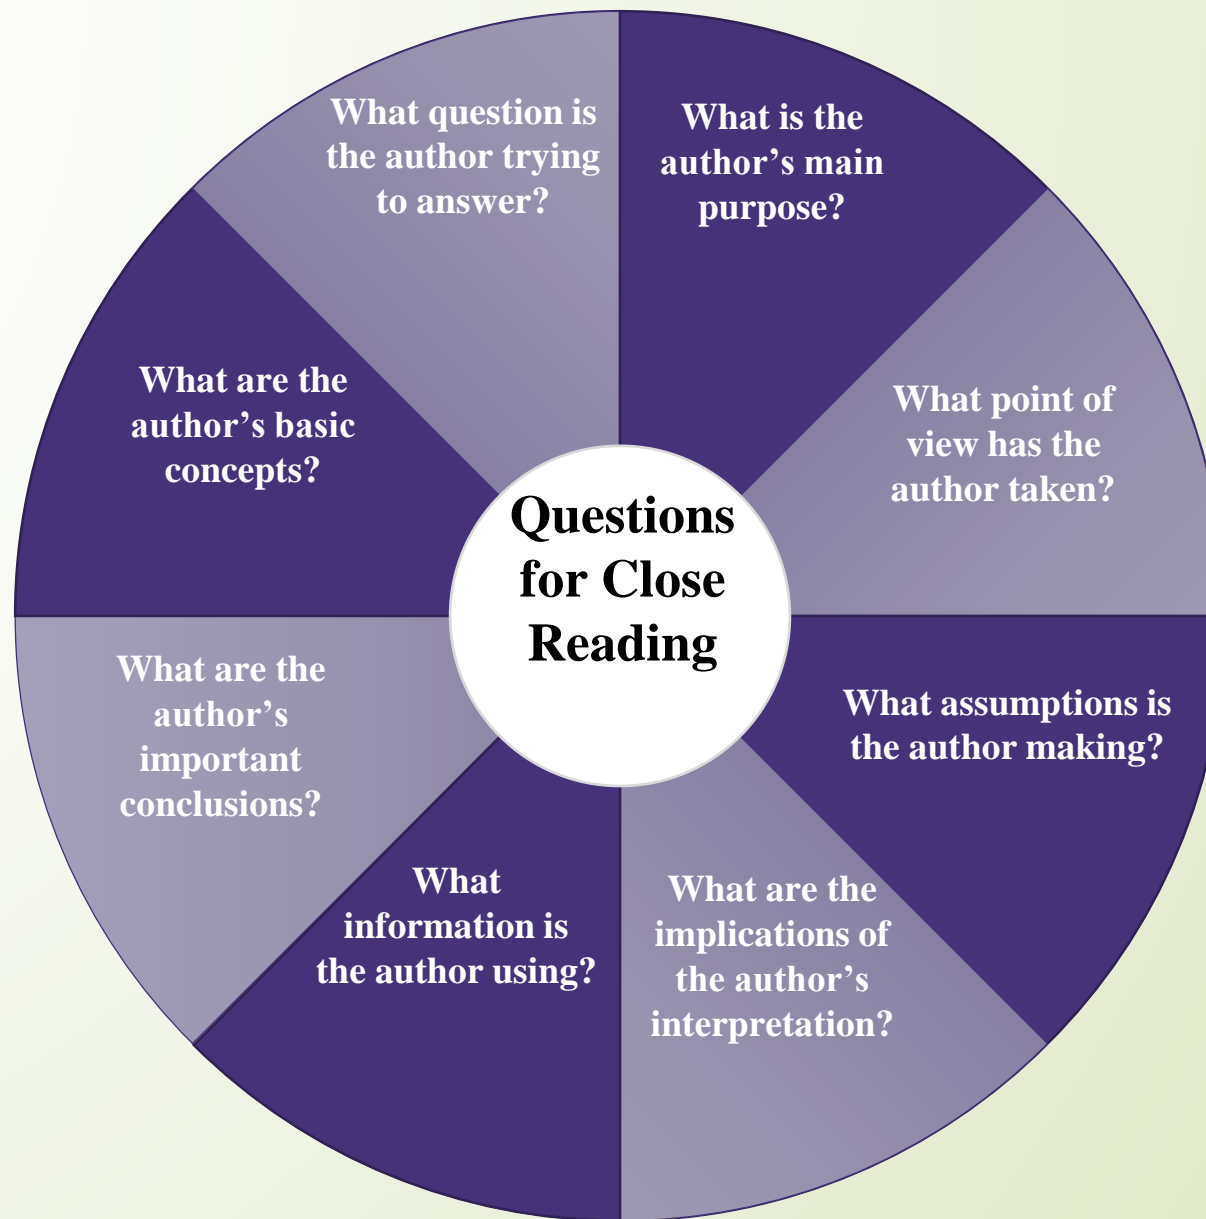 Questions
for Close
Reading
What is the
author’s main
purpose?
What point of
view has the
author taken?
What assumptions is
the author making?
What are the
implications of
the author’s
interpretation?
What
information is
the author using?
What are the
author’s
important
conclusions?
What are the
author’s basic
concepts?
What question is
the author trying
to answer?